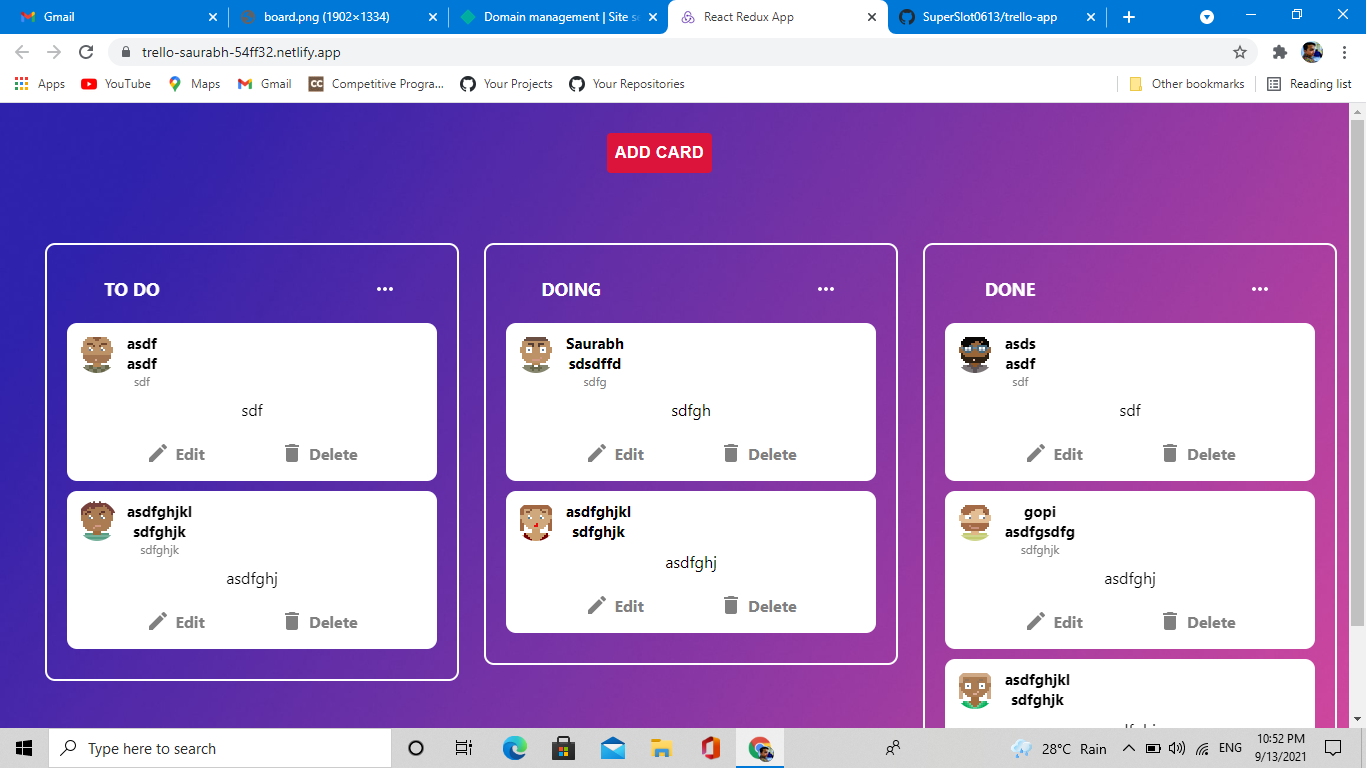 Gmail
board.png (1902×1334)
Domain management | Site se
React Redux App
SuperSlot0613/trello-app
trello-saurabh-54ff32.netlify.app
Apps
YouTube
Maps
Gmail
CC
Competitive Progra...
Your Projects
Your Repositories
Other bookmarks
Reading list
ADD CARD
TO DO
asdf
asdf
sdf
sdf
Edit Delete
asdfghjkl
sdfghjk
sdfghjk
asdfghj
Edit Delete
DOING
Saurabh
sdsdffd
sdfg
sdfgh
Edit Delete
asdfghjkl
sdfghjk
asdfghj
Edit Delete
DONE
asds
asdf
sdf
sdf
Edit Delete
gopi
asdfgsdfg
sdfghjk
asdfghj
Edit Delete
asdfghjkl
sdfghjk
Type here to search
28°C Rain
ENG
10:52 PM
9/13/2021